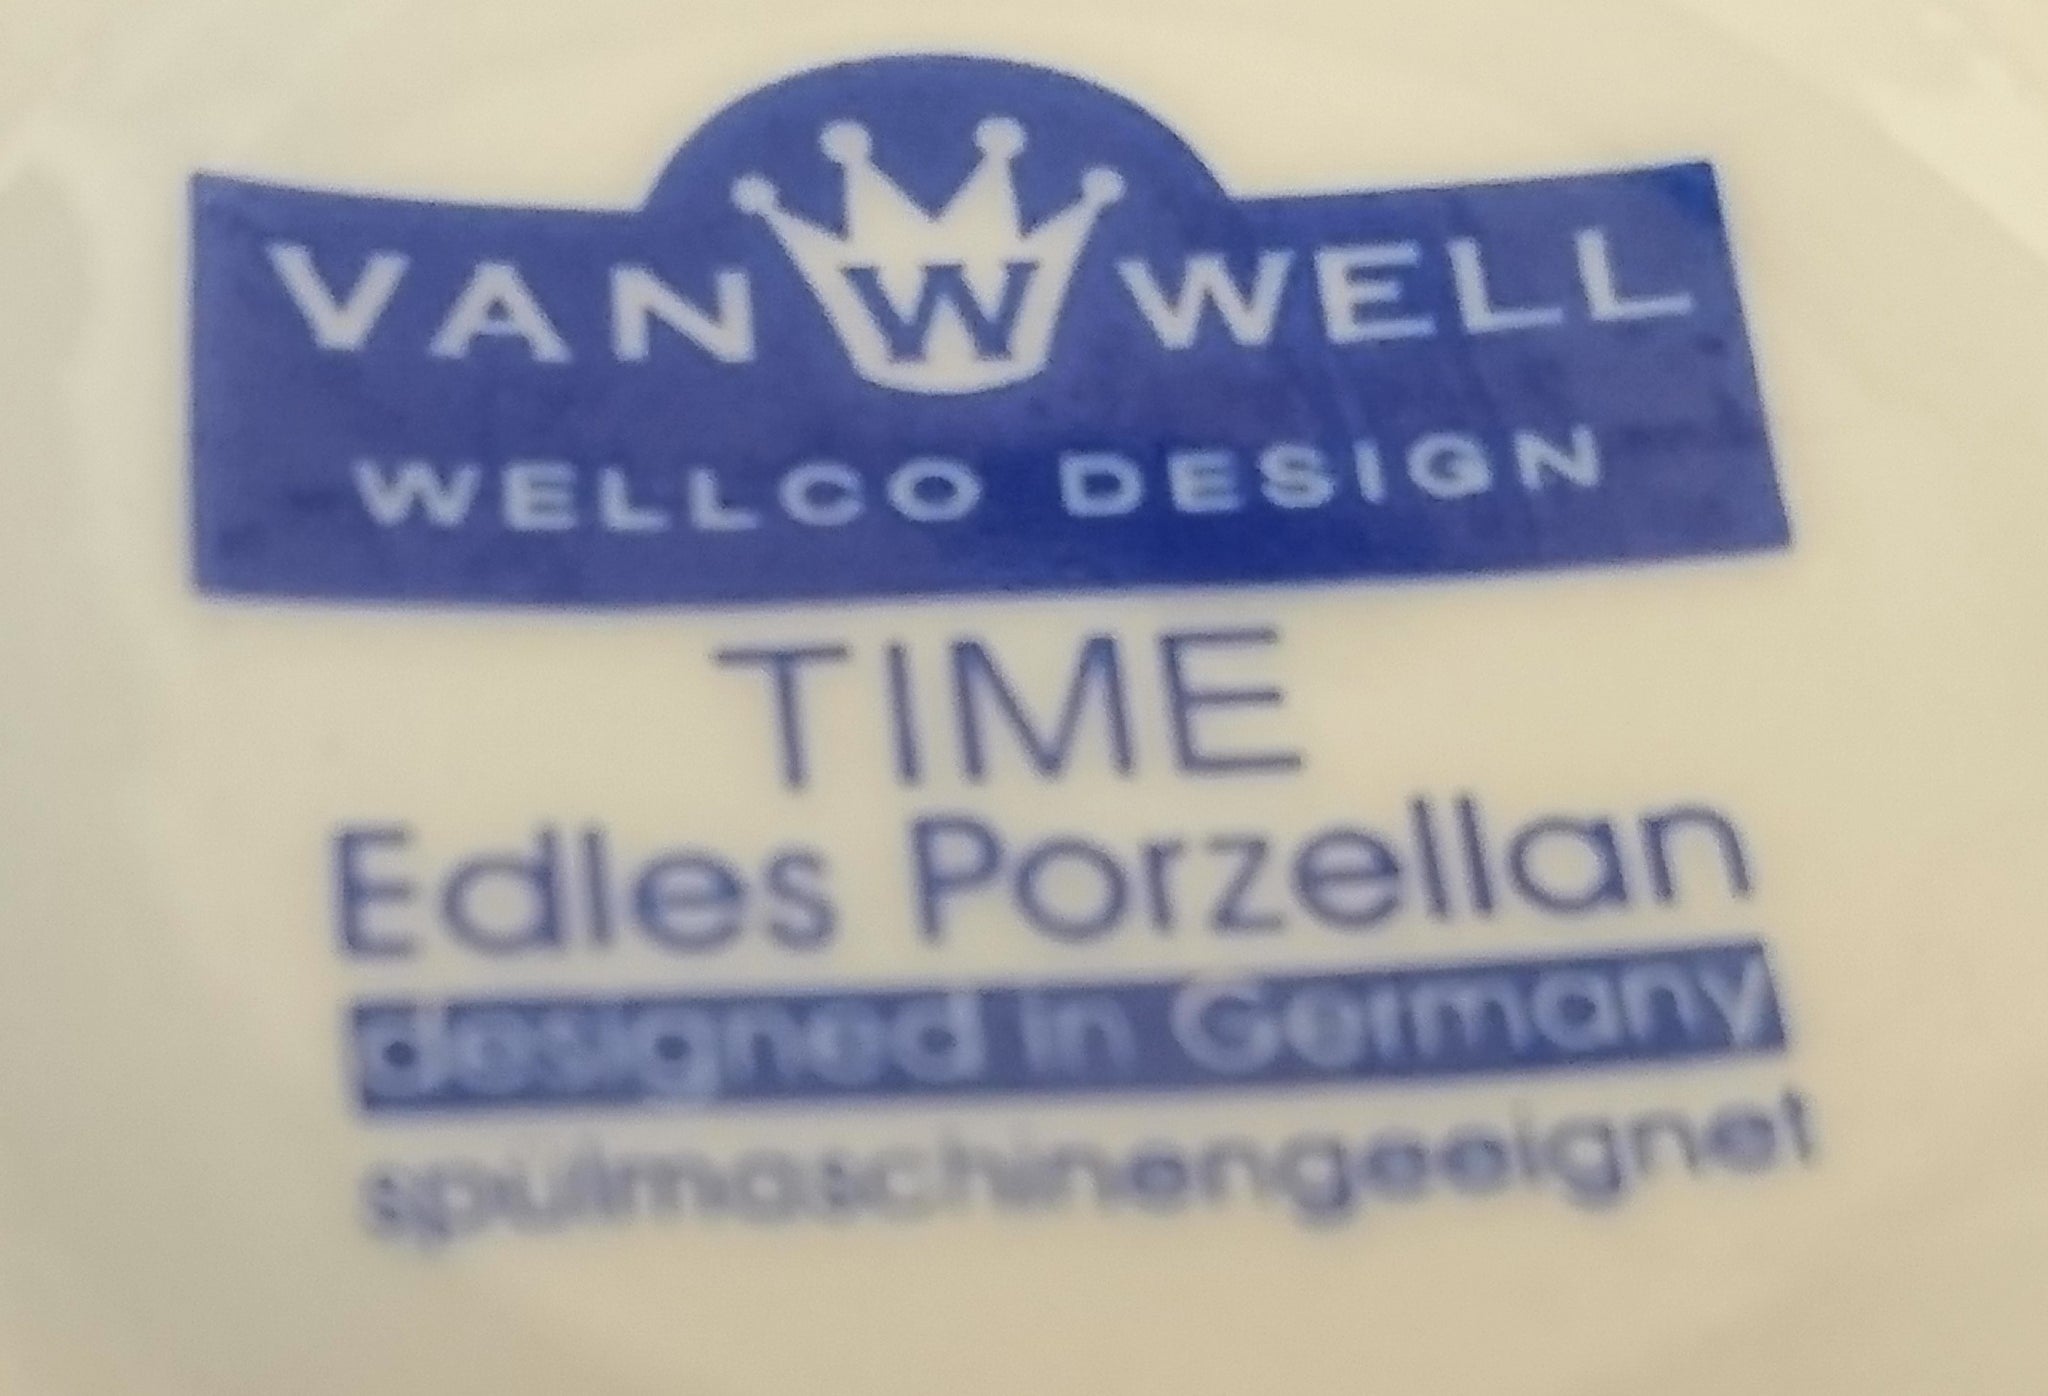 VAN W WELL
WELLCO DESIGN
TIME
Edles Porzellan
designed in Germany
spülmaschinengeeignet